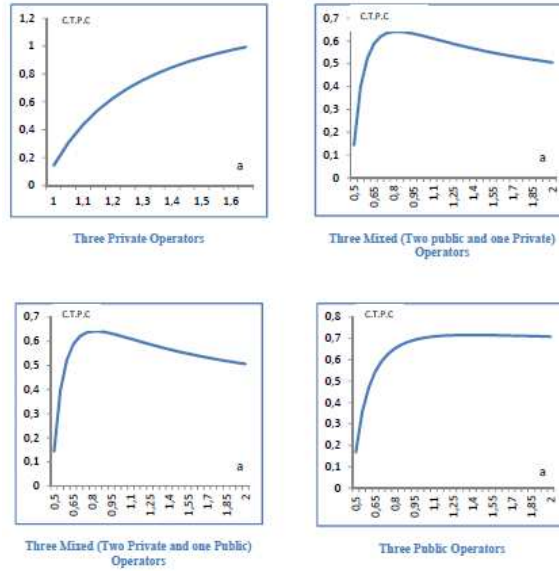 C.T.P.C
1,2
1
0,8
0,6
0,4
0,2
0
a
1 1,1 1,2 1,3 1,4 1,5 1,6
Three Private Operators
C.T.P.C
0,7
0,6
0,5
0,4
0,3
0,2
0,1
0
a
0,5 0,65 0,8 0,95 1,1 1,25 1,4 1,55 1,7 1,85 2
Three Mixed (Two public and one Private)
Operators
C.T.P.C
0,7
0,6
0,5
0,4
0,3
0,2
0,1
0
a
0,5 0,65 0,8 0,95 1,1 1,25 1,4 1,55 1,7 1,85 2
Three Mixed (Two Private and one Public)
Operators
C.T.P.C
0,8
0,7
0,6
0,5
0,4
0,3
0,2
0,1
0
a
0,5 0,65 0,8 0,95 1,1 1,25 1,4 1,55 1,7 1,85 2
Three Public Operators